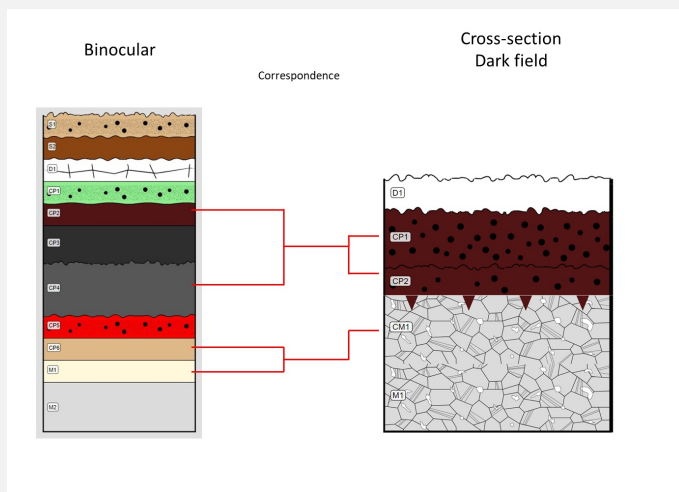 Binocular
Correspondence
Cross-section
Dark field
S1
S2
D1
CP1
CP2
CP3
CP4
CP5
CP6
M1
M2
D1
CP1
CP2
CM1
M1